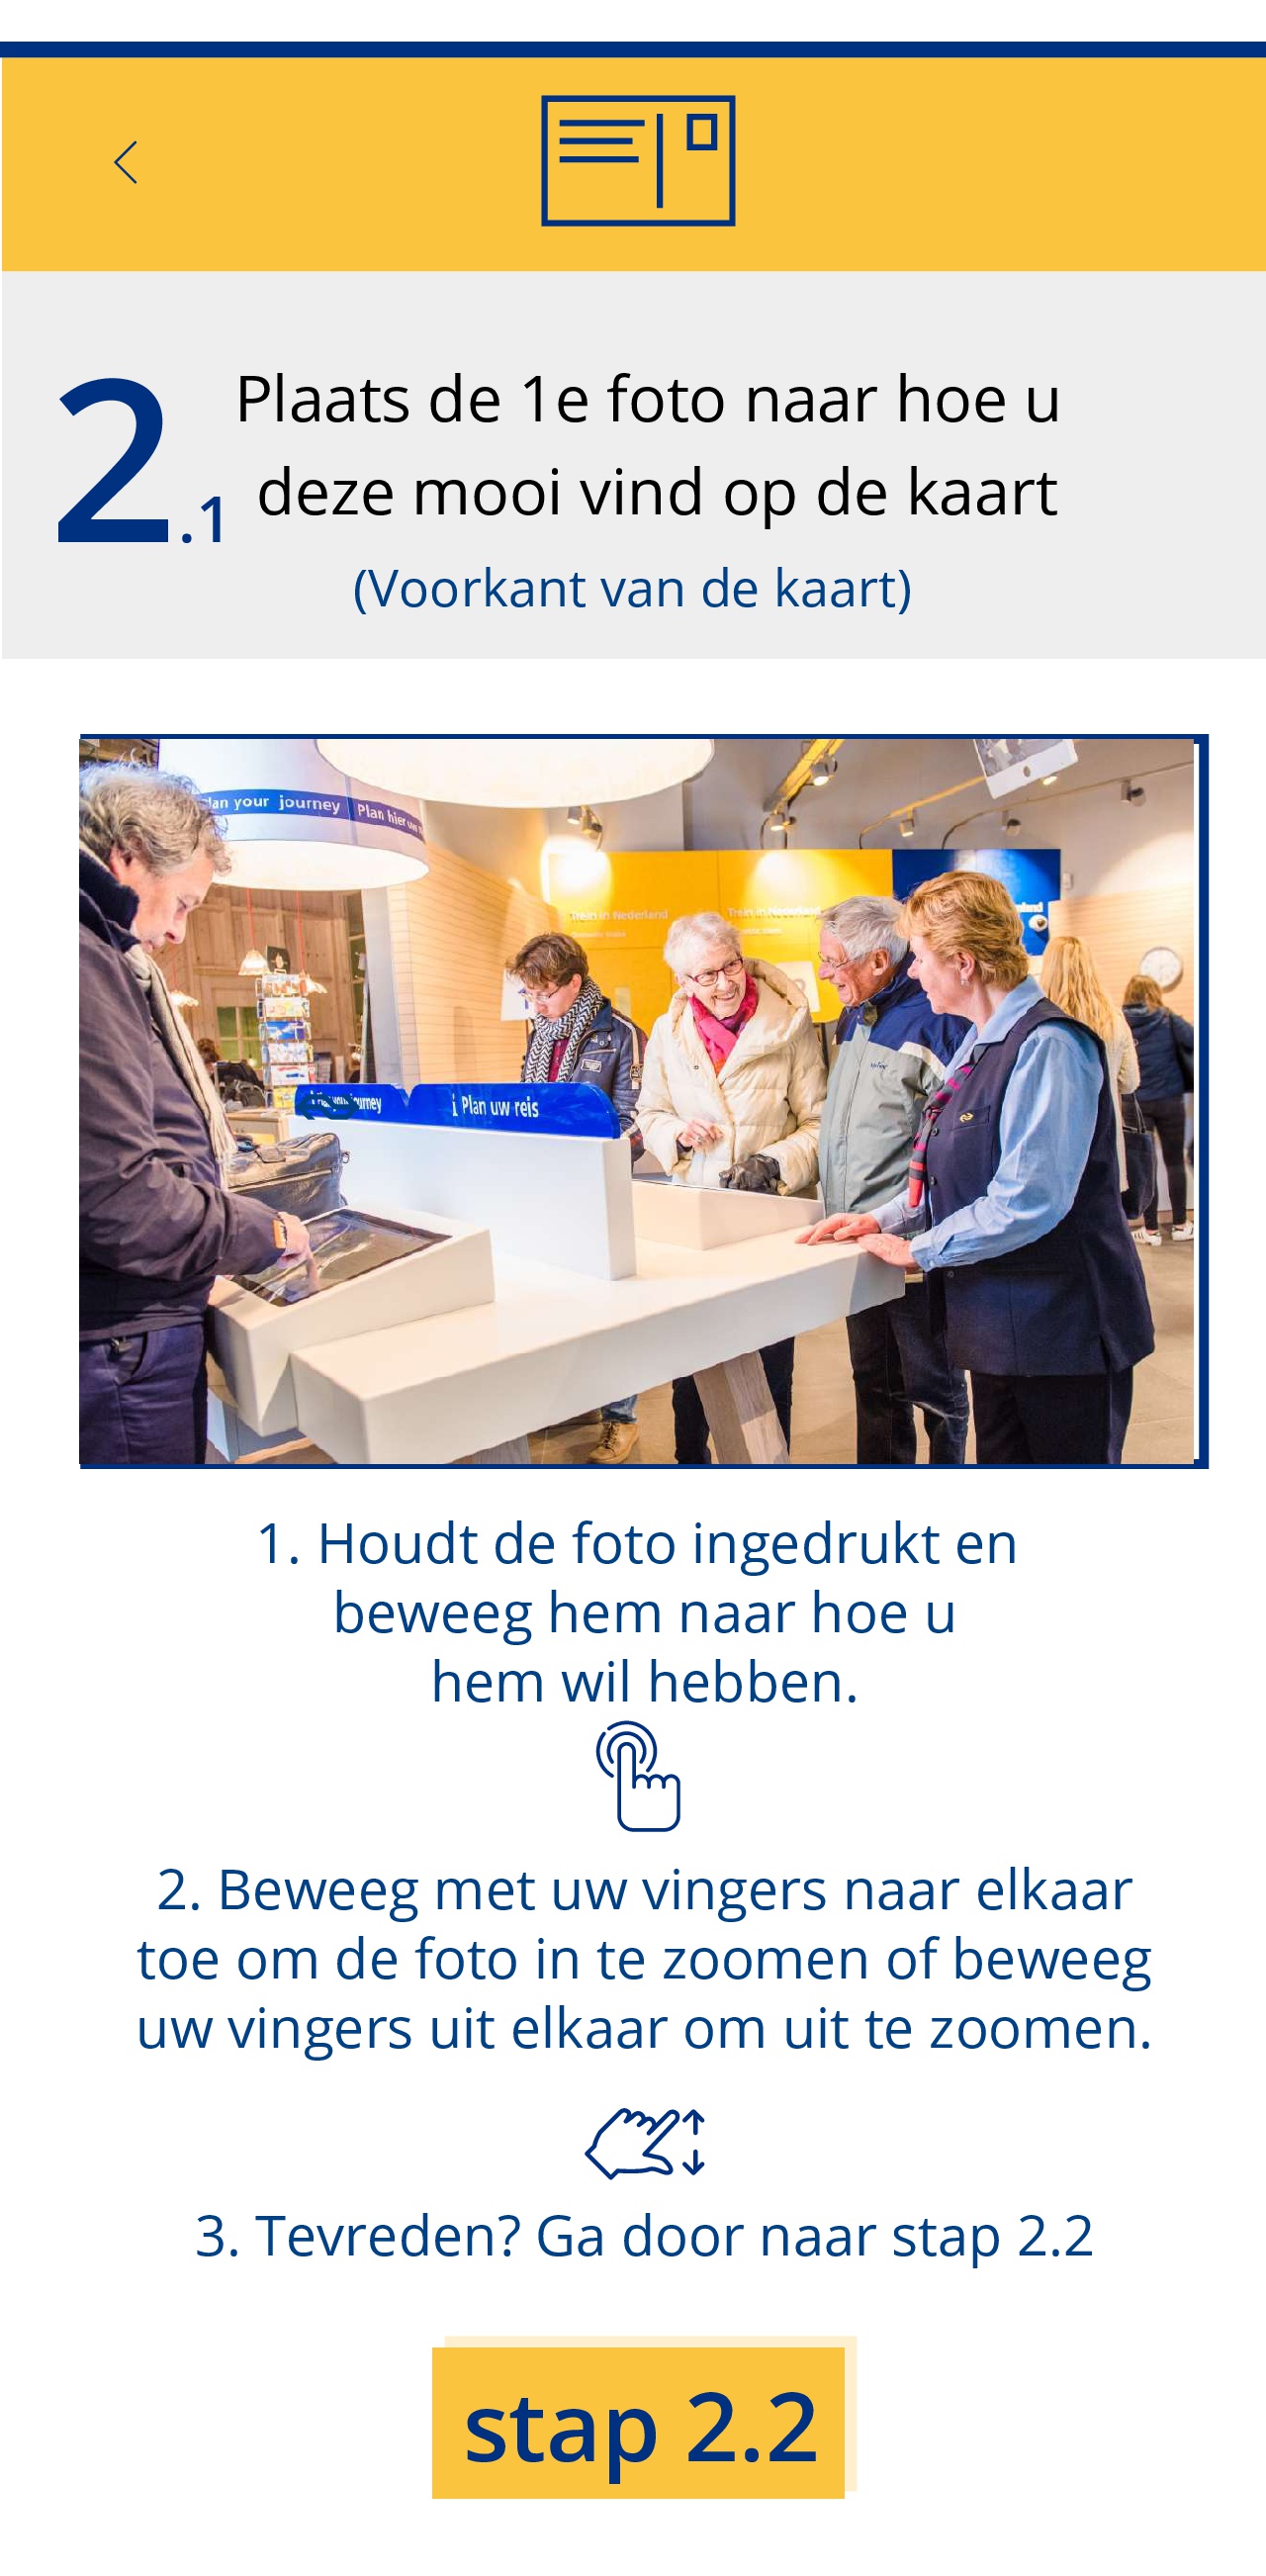 2.1
Plaats de 1e foto naar hoe u
deze mooi vind op de kaart
(Voorkant van de kaart)
lan your journey Plan hier uw
Trein in Nederland
Trein in Nederland
i Plan uw reis
1. Houdt de foto ingedrukt en
beweeg hem naar hoe u
hem wil hebben.
2. Beweeg met uw vingers naar elkaar
toe om de foto in te zoomen of beweeg
uw vingers uit elkaar om uit te zoomen.
3. Tevreden? Ga door naar stap 2.2
stap 2.2